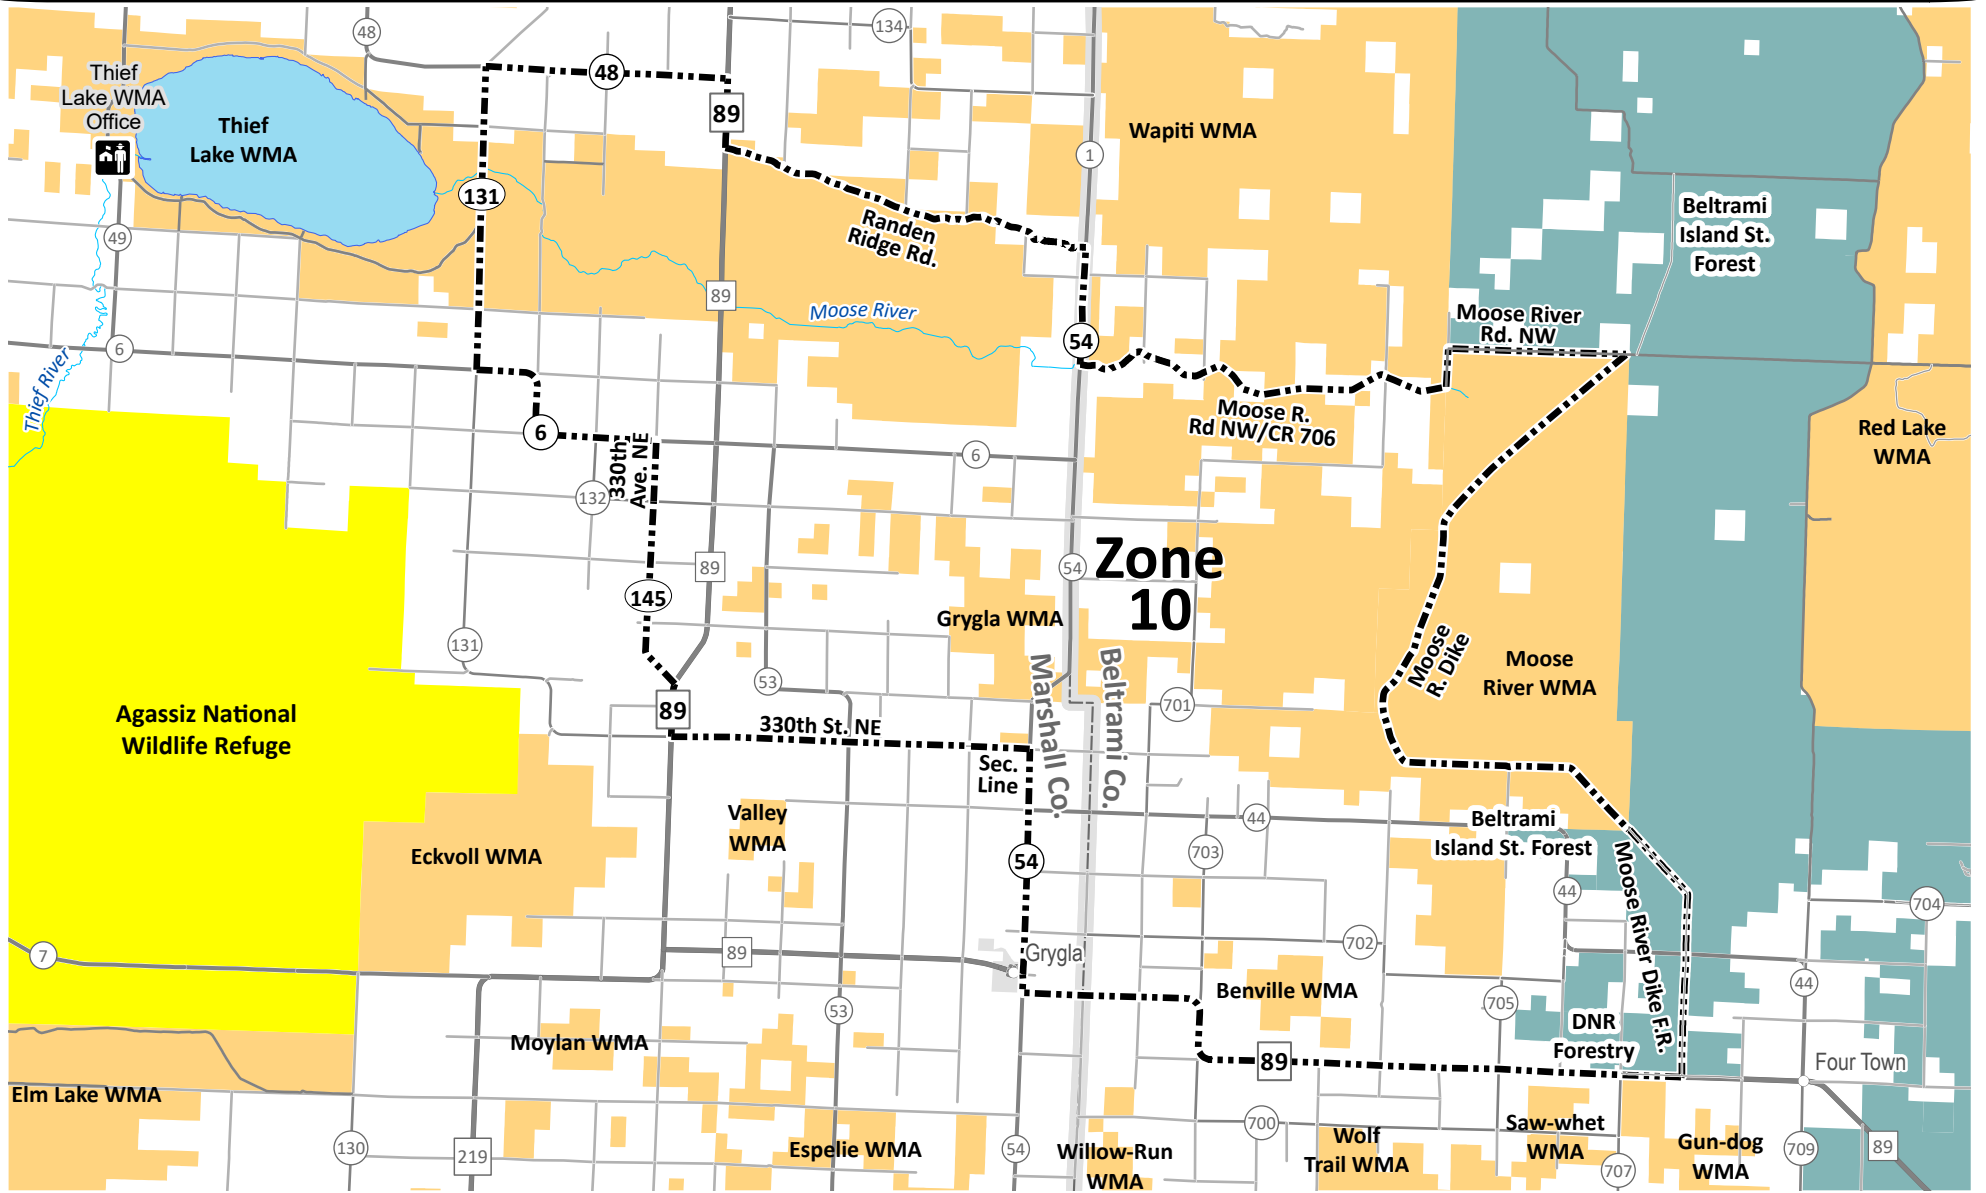 48
134
Thief
Lake WMA
Office
Thief
Lake WMA
48
89
Wapiti WMA
1
131
Randen
Ridge Rd.
Beltrami
Island St.
Forest
49
89
Moose River
Moose River
Rd. NW
54
6
Thief River
Moose R.
Rd NW/CR 706
Red Lake
WMA
6
330th
Ave. NE
6
132
Zone
10
89
54
145
Grygla WMA
131
Marshall Co.
Beltrami Co.
Moose
R. Dike
Moose
River WMA
53
701
89
330th St. NE
Agassiz National
Wildlife Refuge
Sec.
Line
Valley
WMA
44
Beltrami
Island St. Forest
Eckvoll WMA
54
703
44
Moose River Dike F.R.
704
7
89
Grygla
702
Benville WMA
705
44
53
DNR
Forestry
Moylan WMA
89
Four Town
Elm Lake WMA
130
219
Espelie WMA
54
Willow-Run
WMA
700
Wolf
Trail WMA
Saw-whet
WMA
707
Gun-dog
WMA
709
89